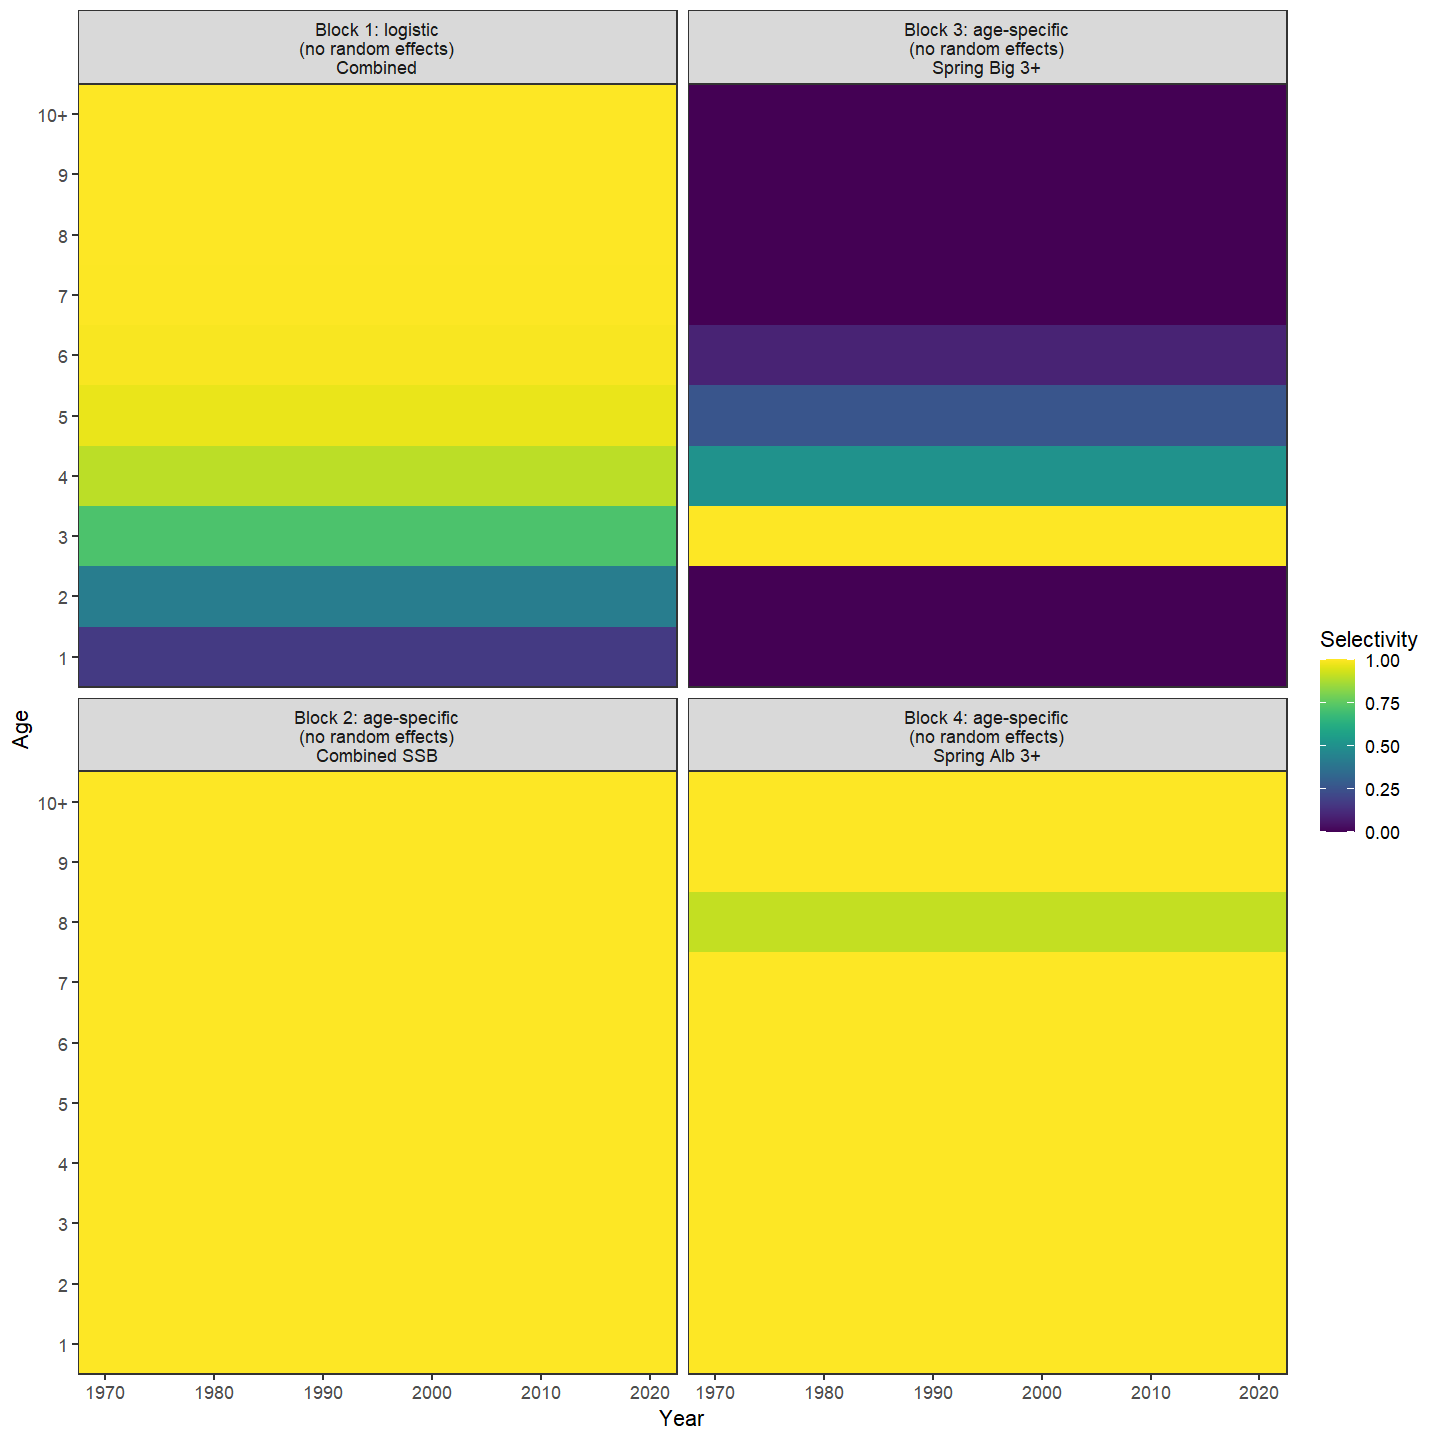 Block 1: logistic
(no random effects)
Combined
Block 3: age-specific
(no random effects)
Spring Big 3+
10+
9
8
7
6
5
4
3
2
1
Block 2: age-specific
(no random effects)
Combined SSB
Block 4: age-specific
(no random effects)
Spring Alb 3+
10+
9
8
7
6
5
4
3
2
1
Age
1970 1980 1990 2000 2010 2020
1970 1980 1990 2000 2010 2020
Year
Selectivity
1.00
0.75
0.50
0.25
0.00